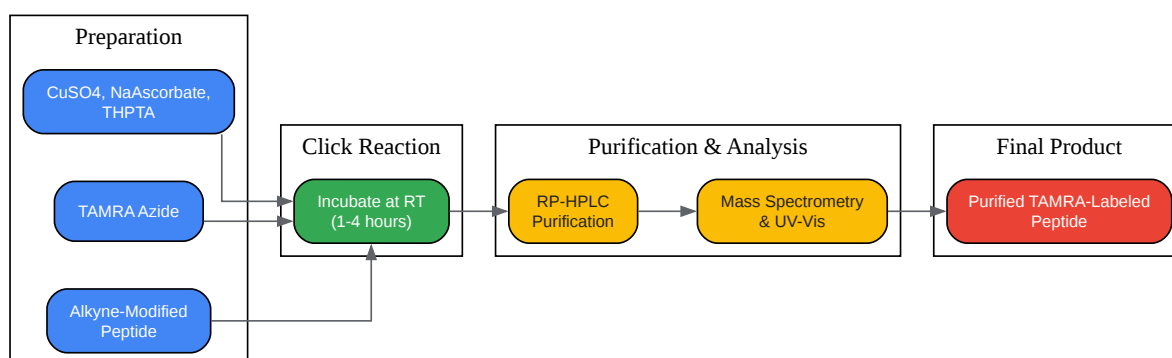 Preparation
CuSO4, NaAscorbate,
THPTA
TAMRA Azide
Alkyne-Modified
Peptide
Click Reaction
Incubate at RT
(1-4 hours)
Purification & Analysis
RP-HPLC
Purification
Mass Spectrometry
& UV-Vis
Final Product
Purified TAMRA-Labeled
Peptide